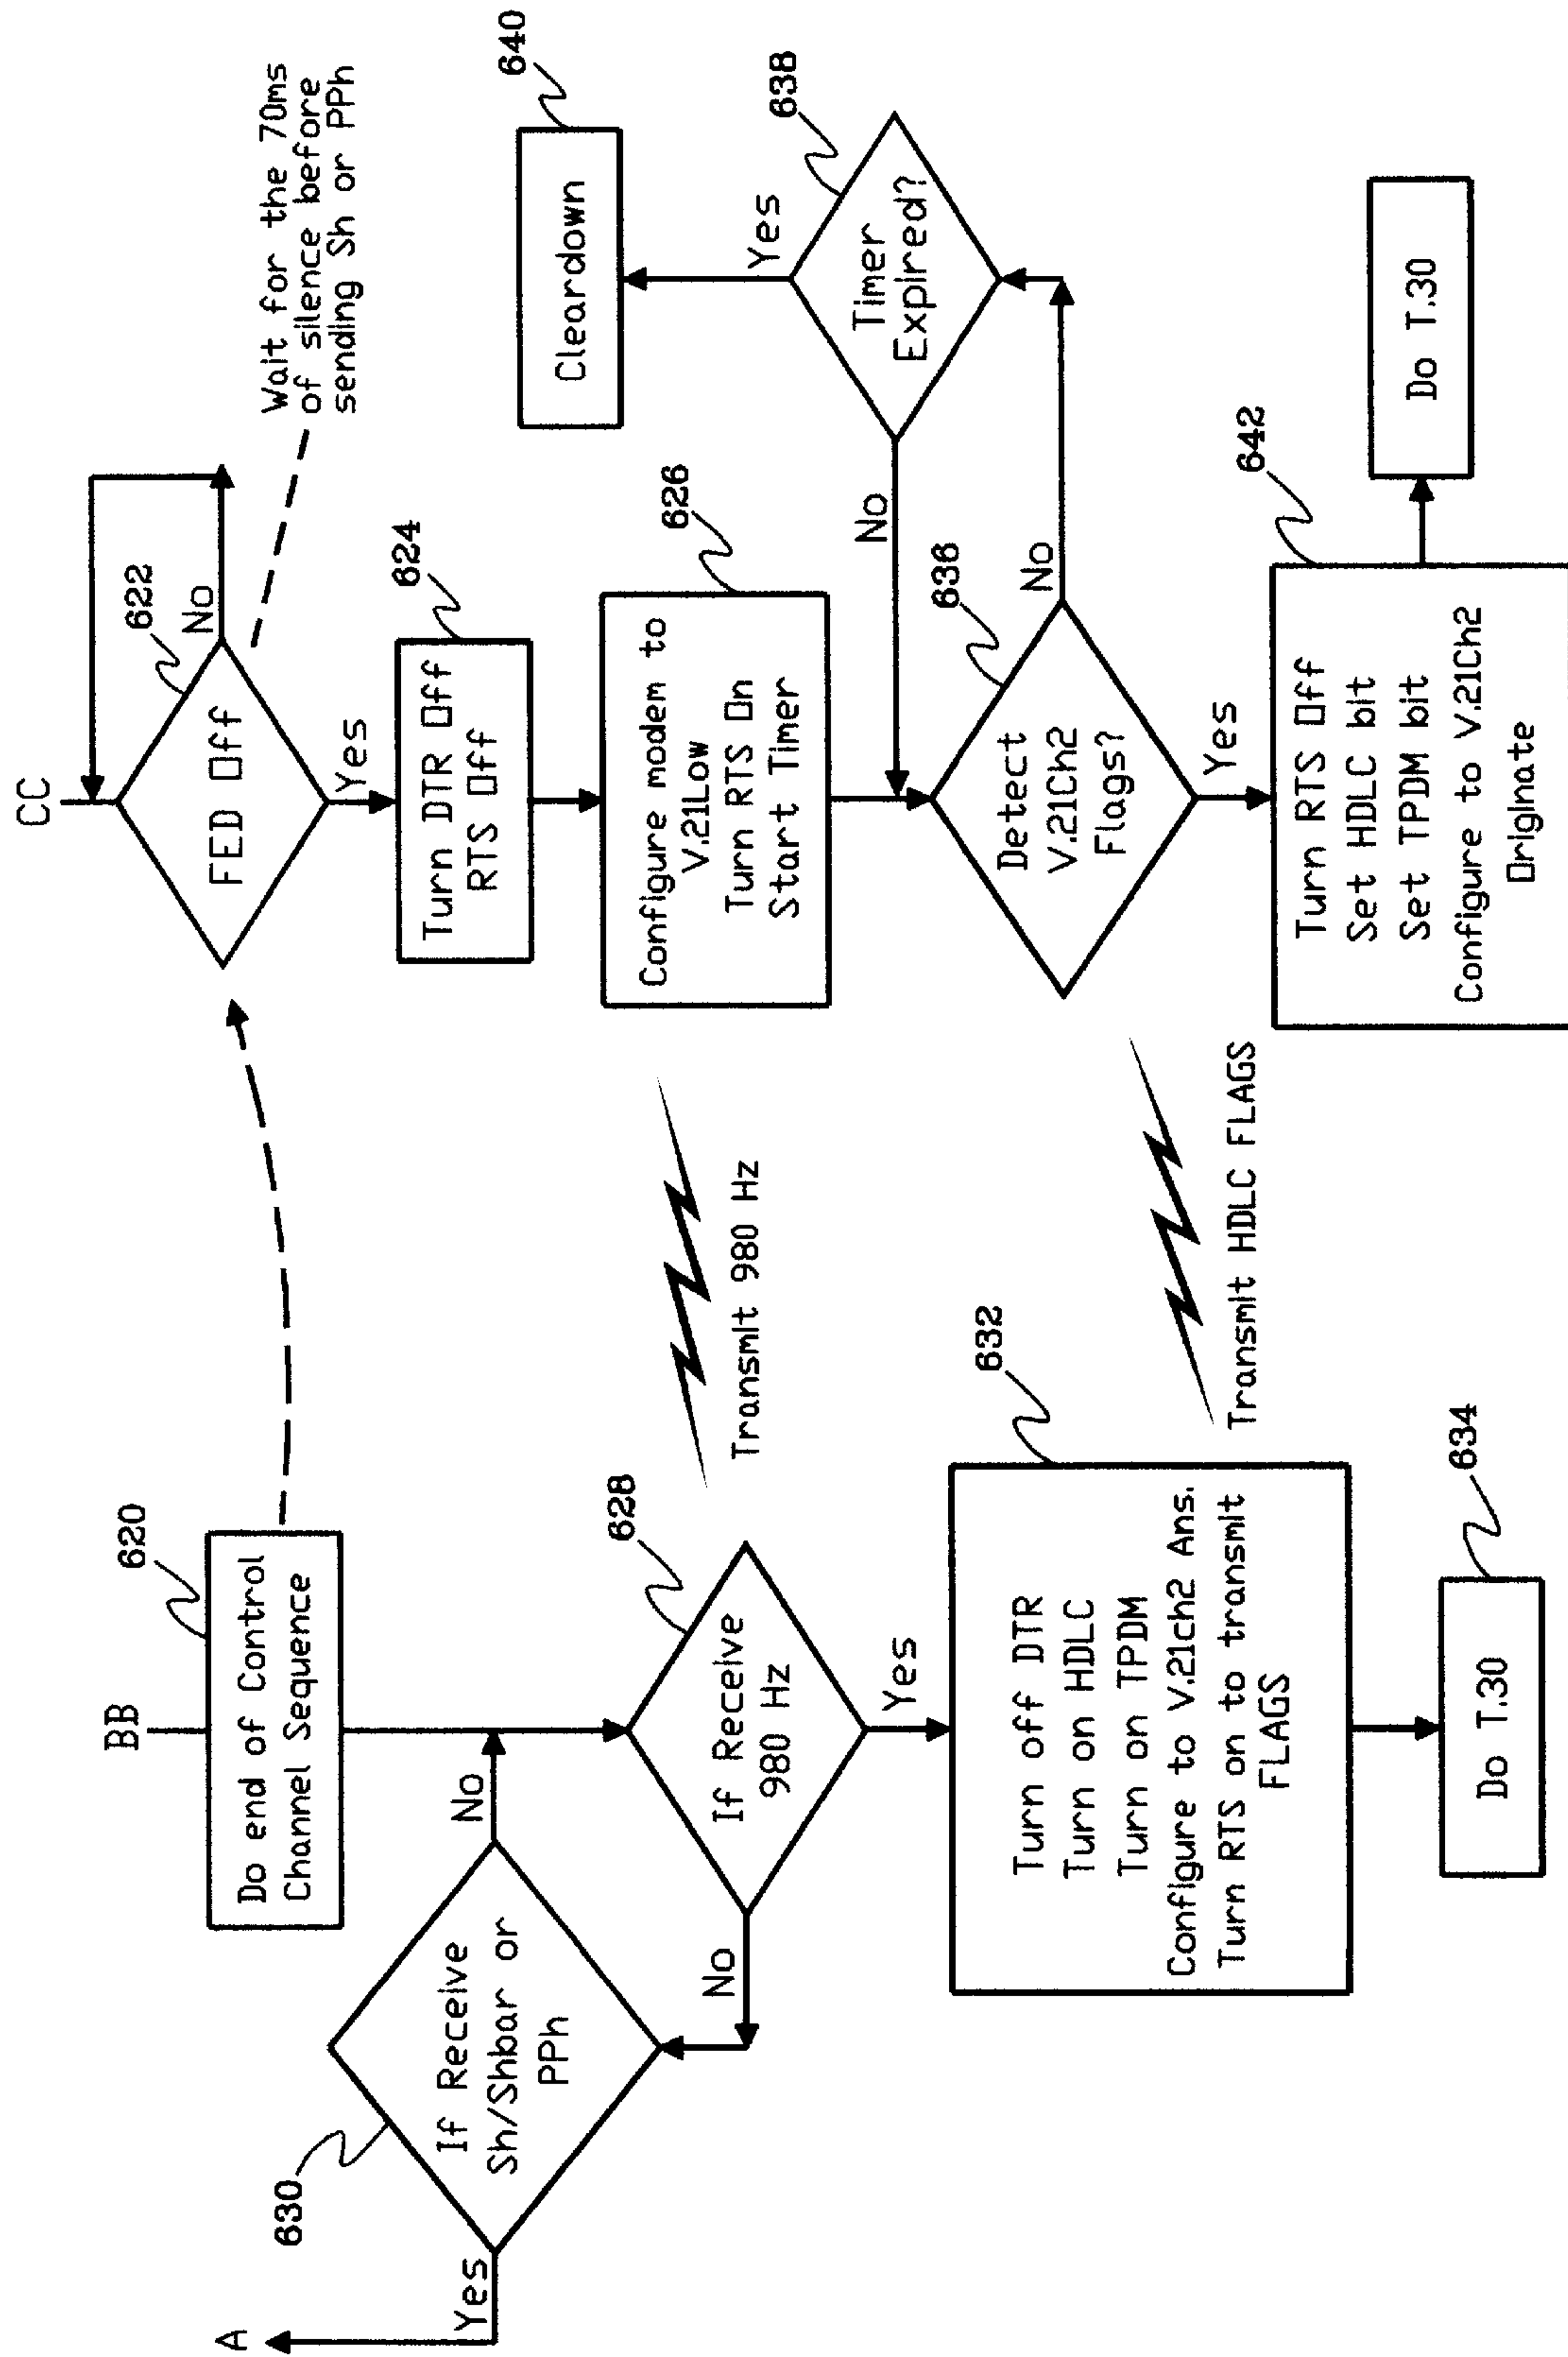 BB
620
Do end of Control
Channel Sequence
630
If Receive
Sh/Shbar or
PPh
Yes
A
No
No
628
If Receive
980 Hz
Yes
632
Turn off DTR
Turn on HDLC
Turn on TPDM
Configure to V.21ch2 Ans.
Turn RTS on to transmit
FLAGS
634
Do T.30
Transmit 980 Hz
Transmit HDLC FLAGS
CC
622
FED Off
No
Yes
Wait for the 70ms
of silence before
sending Sh or PPh
624
Turn DTR Off
RTS Off
626
Configure modem to
V.21Low
Turn RTS On
Start Timer
636
Detect
V.21Ch2
Flags?
No
Yes
No
638
Timer
Expired?
Yes
640
Cleardown
642
Turn RTS Off
Set HDLC bit
Set TPDM bit
Configure to V.21Ch2
Originate
Do T.30